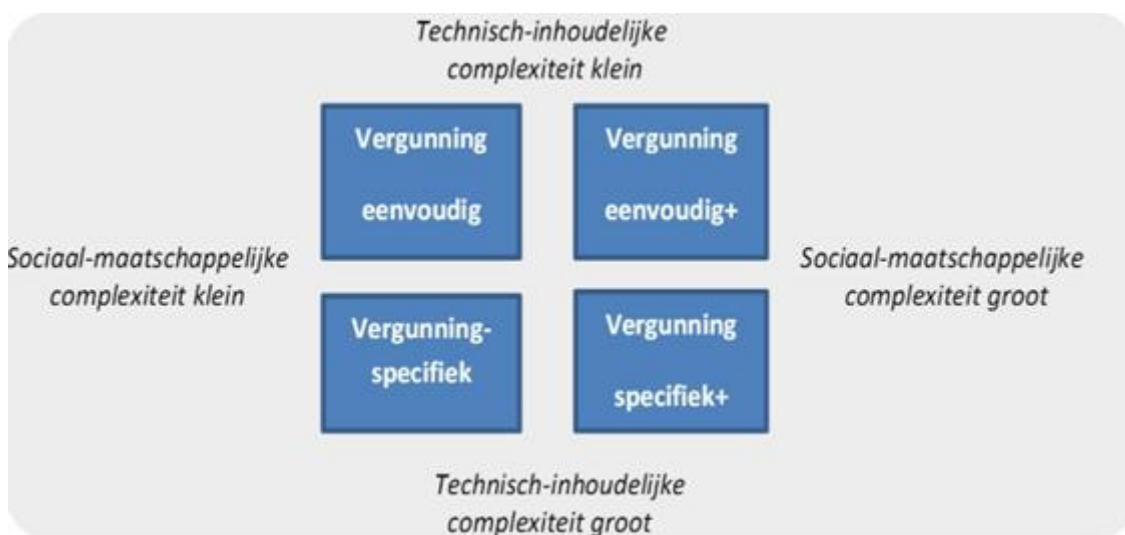 Technisch-inhoudelijke
complexiteit klein
Vergunning
eenvoudig
Vergunning
eenvoudig+
Sociaal-maatschappelijke
complexiteit klein
Sociaal-maatschappelijke
complexiteit groot
Vergunning-
specifiek
Vergunning
specifiek+
Technisch-inhoudelijke
complexiteit groot